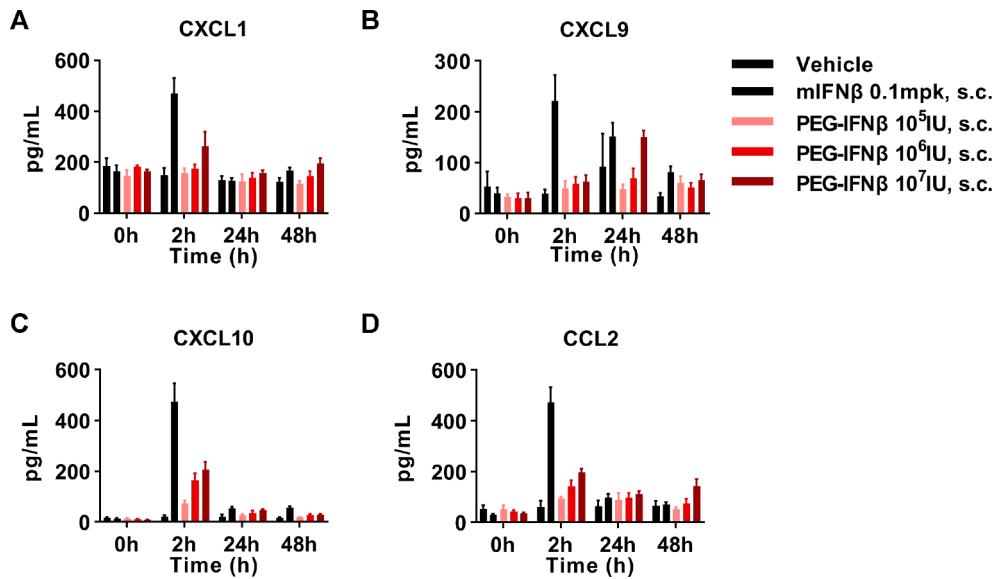 A
CXCL1
pg/mL
600
400
200
0
0h 2h 24h 48h
Time (h)
B
CXCL9
pg/mL
300
200
100
0
0h 2h 24h 48h
Time (h)
Vehicle
mIFNβ 0.1mpk, s.c.
PEG-IFNβ 10⁵IU, s.c.
PEG-IFNβ 10⁶IU, s.c.
PEG-IFNβ 10⁷IU, s.c.
C
CXCL10
pg/mL
600
400
200
0
0h 2h 24h 48h
Time (h)
D
CCL2
pg/mL
600
400
200
0
0h 2h 24h 48h
Time (h)